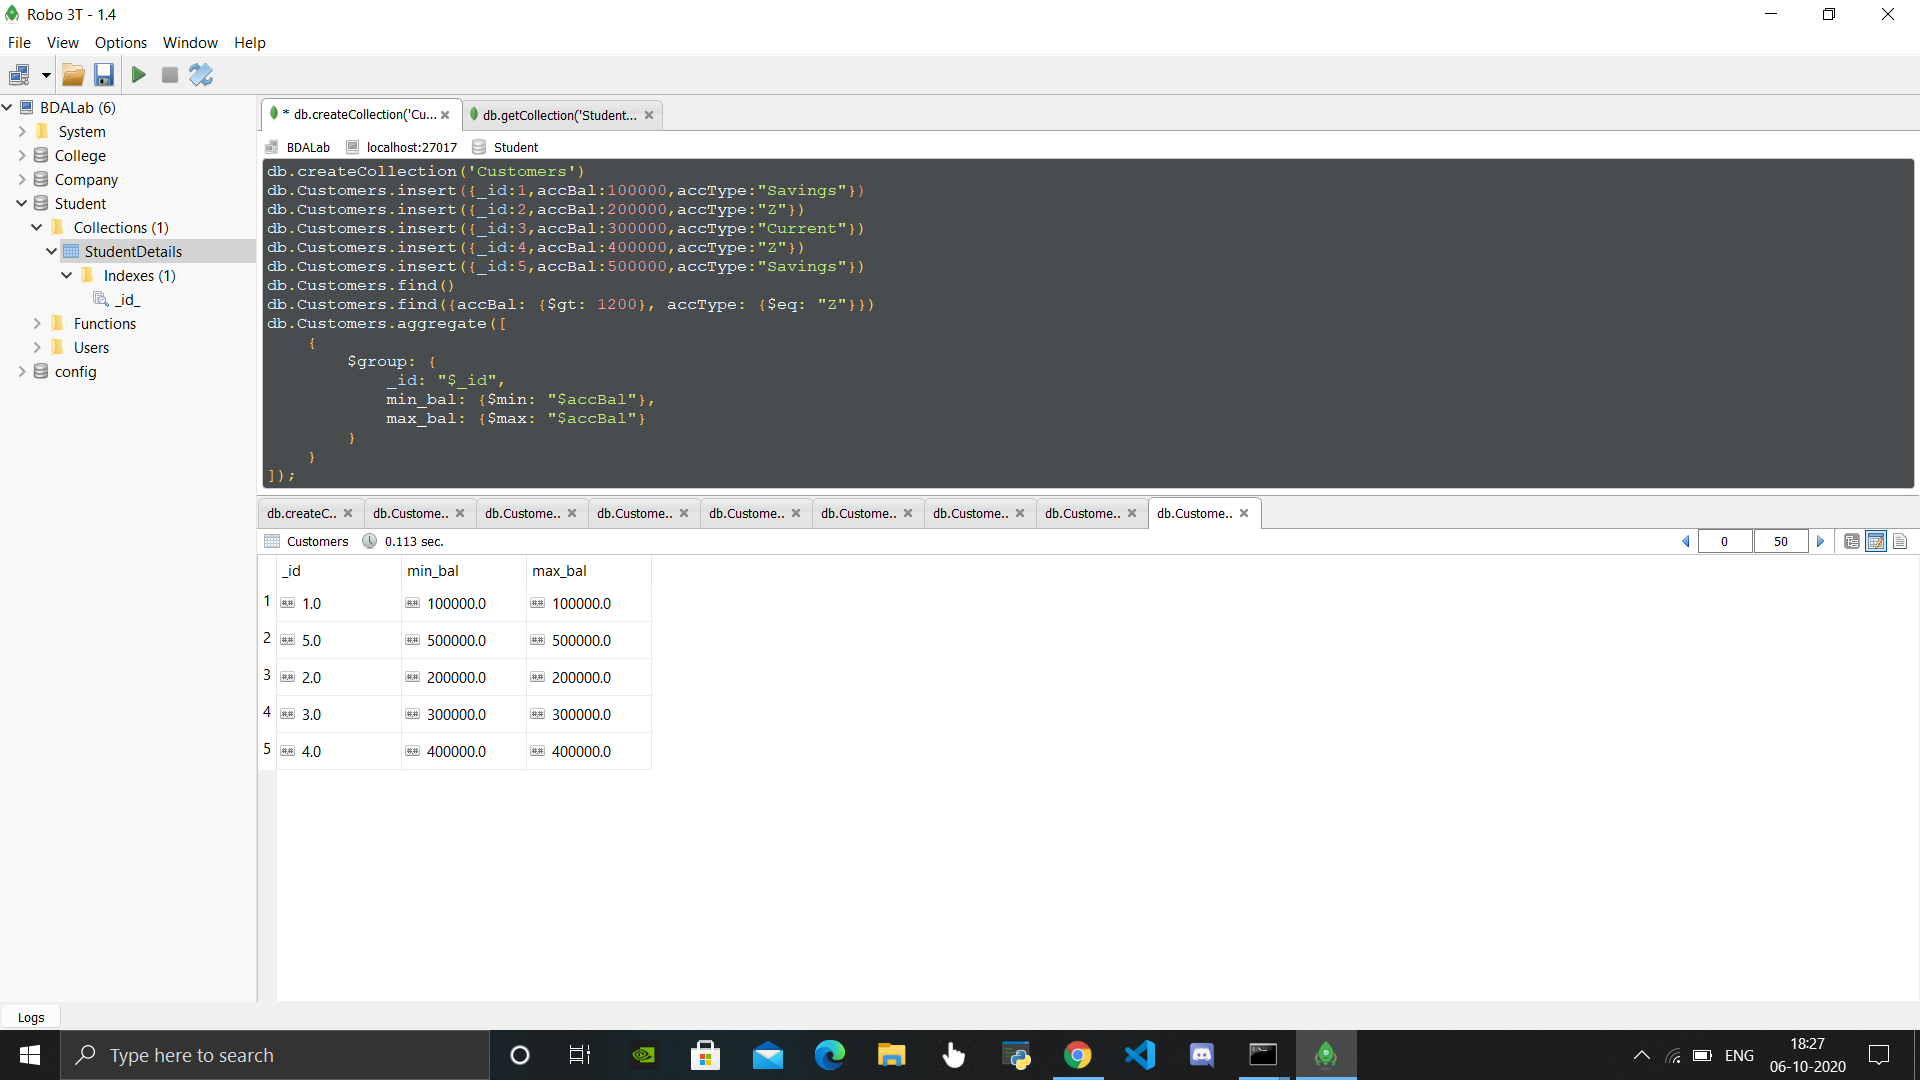 Robo 3T - 1.4
File View Options Window Help
BDALab (6)
System
College
Company
Student
Collections (1)
StudentDetails
Indexes (1)
_id_
Functions
Users
config
* db.createCollection('Cu... db.getCollection('Student...
BDALab localhost:27017 Student
db.createCollection('Customers')
db.Customers.insert({_id:1,accBal:100000,accType:"Savings"})
db.Customers.insert({_id:2,accBal:200000,accType:"Z"})
db.Customers.insert({_id:3,accBal:300000,accType:"Current"})
db.Customers.insert({_id:4,accBal:400000,accType:"Z"})
db.Customers.insert({_id:5,accBal:500000,accType:"Savings"})
db.Customers.find()
db.Customers.find({accBal: {$gt: 1200}, accType: {$eq: "Z"}})
db.Customers.aggregate([
{
$group: {
_id: "$_id",
min_bal: {$min: "$accBal"},
max_bal: {$max: "$accBal"}
}
}
]);
db.createC.. db.Custome.. db.Custome.. db.Custome.. db.Custome.. db.Custome.. db.Custome.. db.Custome.. db.Custome..
Customers 0.113 sec. 0 50
_id min_bal max_bal
1 1.0 100000.0 100000.0
2 5.0 500000.0 500000.0
3 2.0 200000.0 200000.0
4 3.0 300000.0 300000.0
5 4.0 400000.0 400000.0
Logs
Type here to search
ENG
18:27
06-10-2020